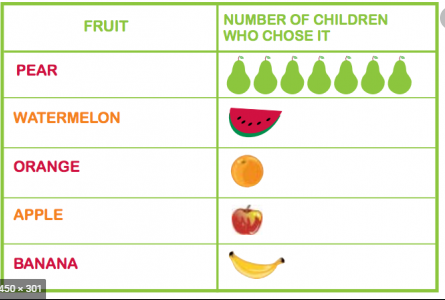 FRUIT
NUMBER OF CHILDREN
WHO CHOSE IT
PEAR
WATERMELON
ORANGE
APPLE
BANANA
450 × 301